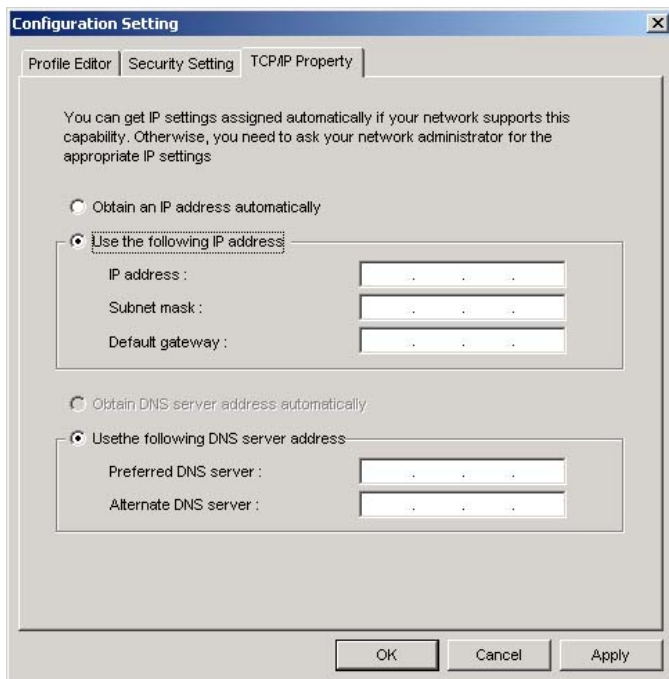 Configuration Setting
Profile Editor
Security Setting
TCP/IP Property
You can get IP settings assigned automatically if your network supports this
capability. Otherwise, you need to ask your network administrator for the
appropriate IP settings
Obtain an IP address automatically
Use the following IP address
IP address :
Subnet mask :
Default gateway :
Obtain DNS server address automatically
Usethe following DNS server address
Preferred DNS server :
Alternate DNS server :
OK
Cancel
Apply